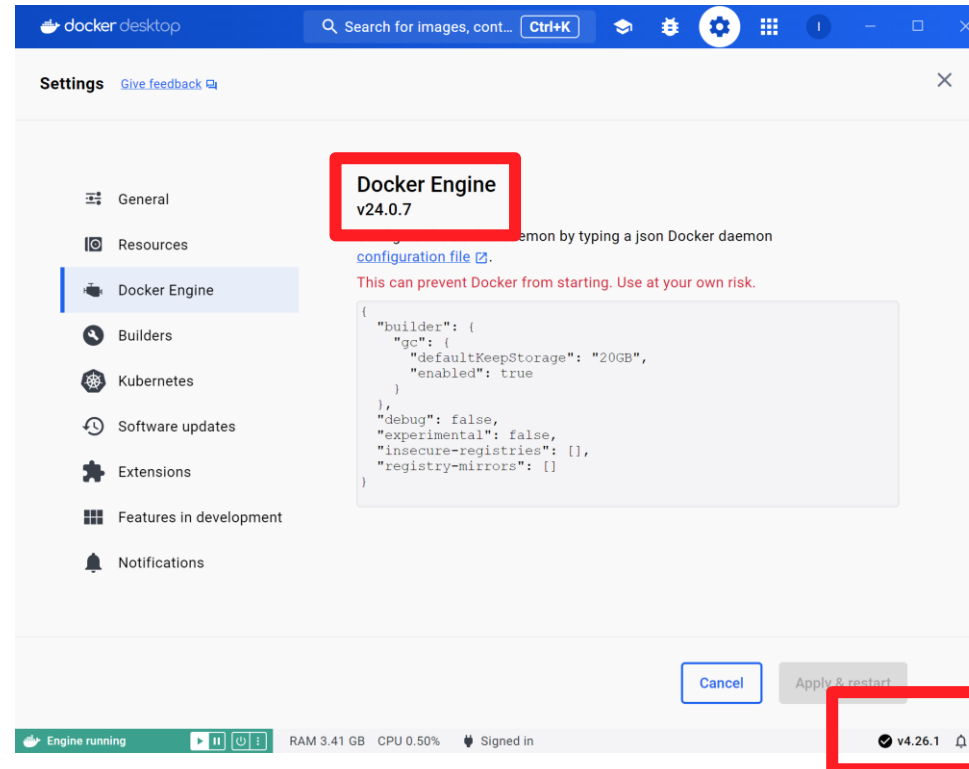 docker desktop
Search for images, cont... Ctrl+K
I
Settings Give feedback
General
Resources
Docker Engine
Builders
Kubernetes
Software updates
Extensions
Features in development
Notifications
Docker Engine
v24.0.7
emon by typing a json Docker daemon
configuration file .
This can prevent Docker from starting. Use at your own risk.
{
"builder": {
"gc": {
"defaultKeepStorage": "20GB",
"enabled": true
}
},
"debug": false,
"experimental": false,
"insecure-registries": [],
"registry-mirrors": []
}
Cancel Apply & restart
Engine running RAM 3.41 GB CPU 0.50% Signed in v4.26.1